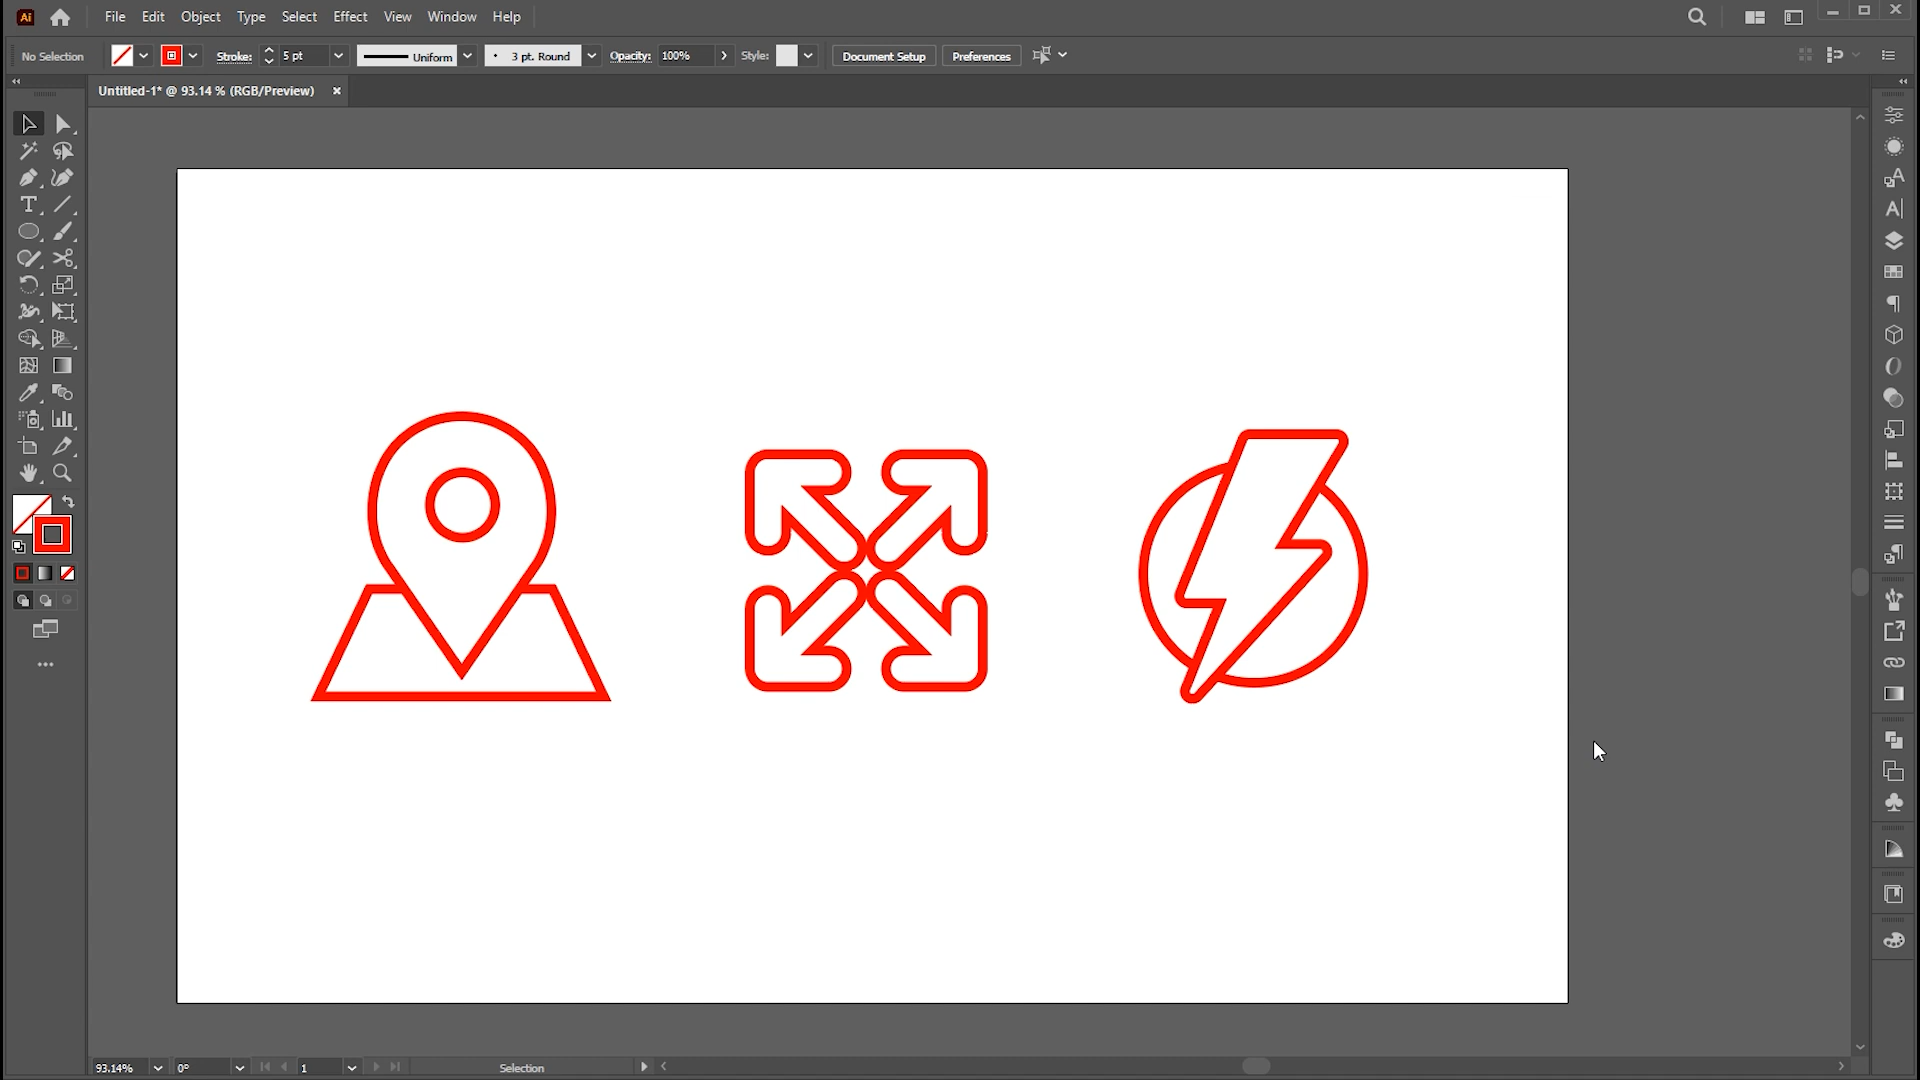 Ai File Edit Object Type Select Effect View Window Help
No Selection Stroke: 5 pt Uniform 3 pt. Round Opacity: 100% Style: Document Setup Preferences
Untitled-1* @ 93.14 % (RGB/Preview) ×
93.14% 0° 1 Selection